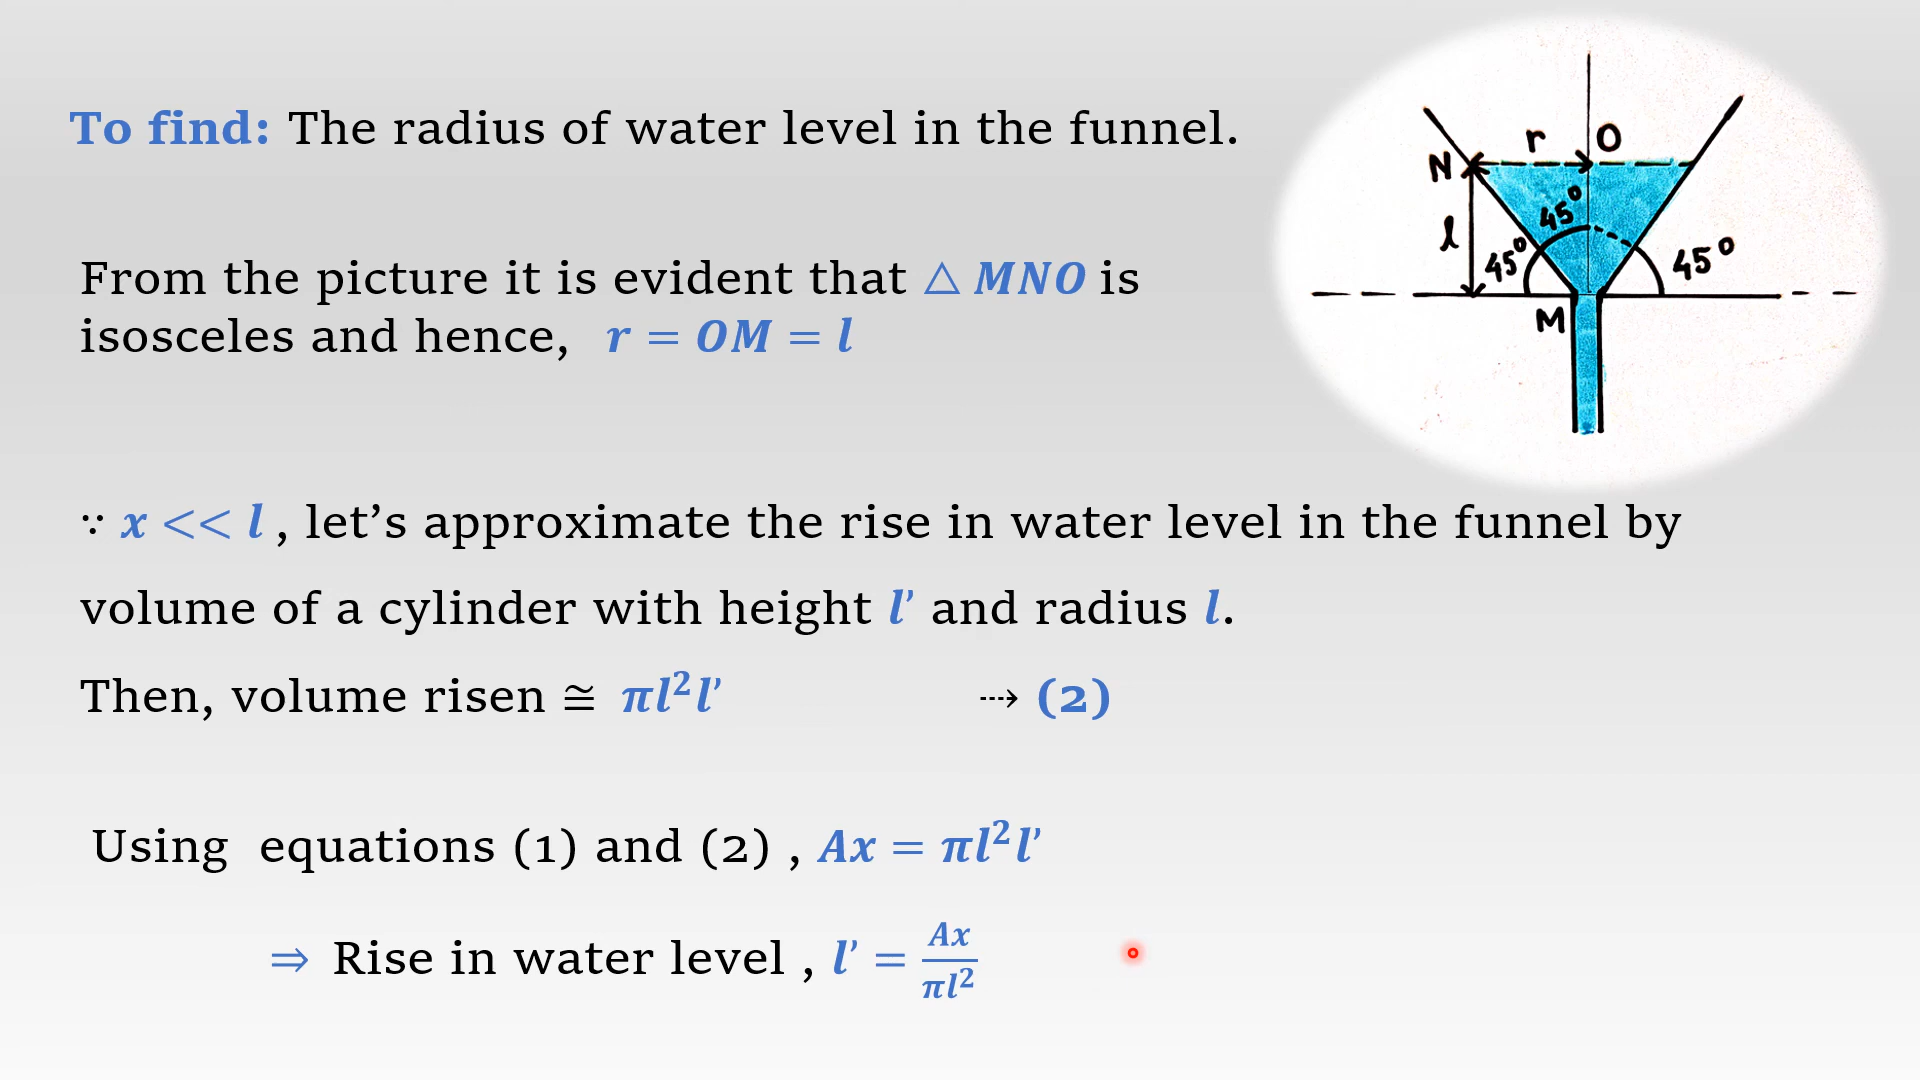 To find: The radius of water level in the funnel.
r O
N
45°
l
45° 45°
M
From the picture it is evident that △ MNO is
isosceles and hence, r = OM = l
∵ x << l , let’s approximate the rise in water level in the funnel by
volume of a cylinder with height l’ and radius l.
Then, volume risen ≅ πl²l’ ⇢ (2)
Using equations (1) and (2) , Ax = πl²l’
⇒ Rise in water level , l’ = Ax/πl²